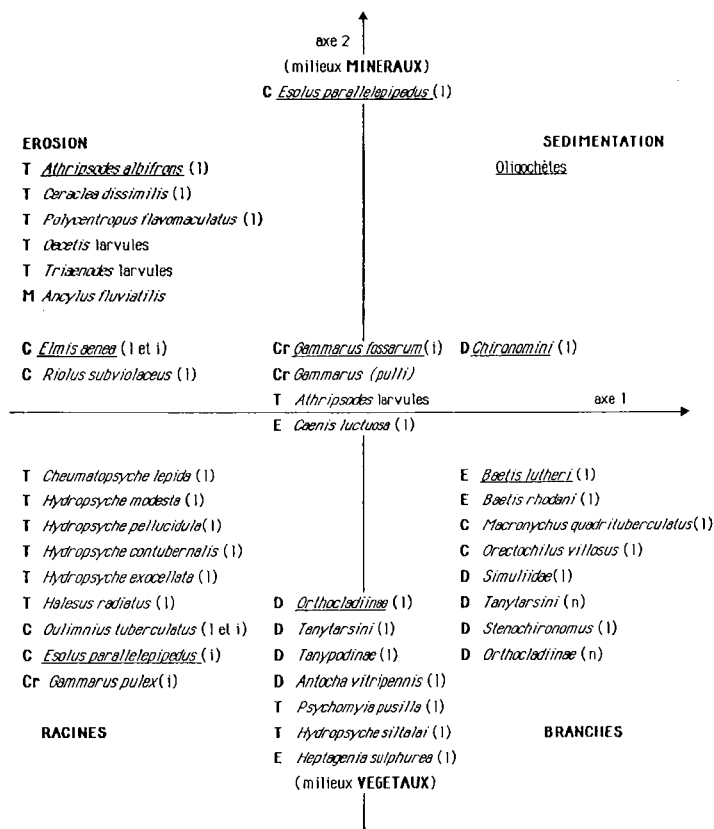 axe 2
(milieux MINERAUX)
C Esolus parallelepipedus (l)
EROSION
SEDIMENTATION
T Athripsodes albifrons (l)
Oligochètes
T Ceraclea dissimilis (l)
T Polycentropus flavomaculatus (l)
T Oecetis larvules
T Triaenodes larvules
M Ancylus fluviatilis
C Elmis aenea (l et i)
Cr Gammarus fossarum (i)
D Chironomini (l)
C Riolus subviolaceus (l)
Cr Gammarus (pulli)
T Athripsodes larvules
axe 1
E Caenis luctuosa (l)
T Cheumatopsyche lepida (l)
T Hydropsyche modesta (l)
T Hydropsyche pellucidula (l)
T Hydropsyche contubernalis (l)
T Hydropsyche exocellata (l)
T Halesus radiatus (l)
C Oulimnius tuberculatus (l et i)
C Esolus parallelepipedus (i)
Cr Gammarus pulex (i)
RACINES
D Orthocladiinae (l)
D Tanytarsini (l)
D Tanypodinae (l)
D Antocha vitripennis (l)
T Psychomyia pusilla (l)
T Hydropsyche siltalai (l)
E Heptagenia sulphurea (l)
(milieux VEGETAUX)
E Baetis lutheri (l)
E Baetis rhodani (l)
C Macronychus quadrituberculatus (l)
C Orectochilus villosus (l)
D Simuliidae (l)
D Tanytarsini (n)
D Stenochironomus (l)
D Orthocladiinae (n)
BRANCHES